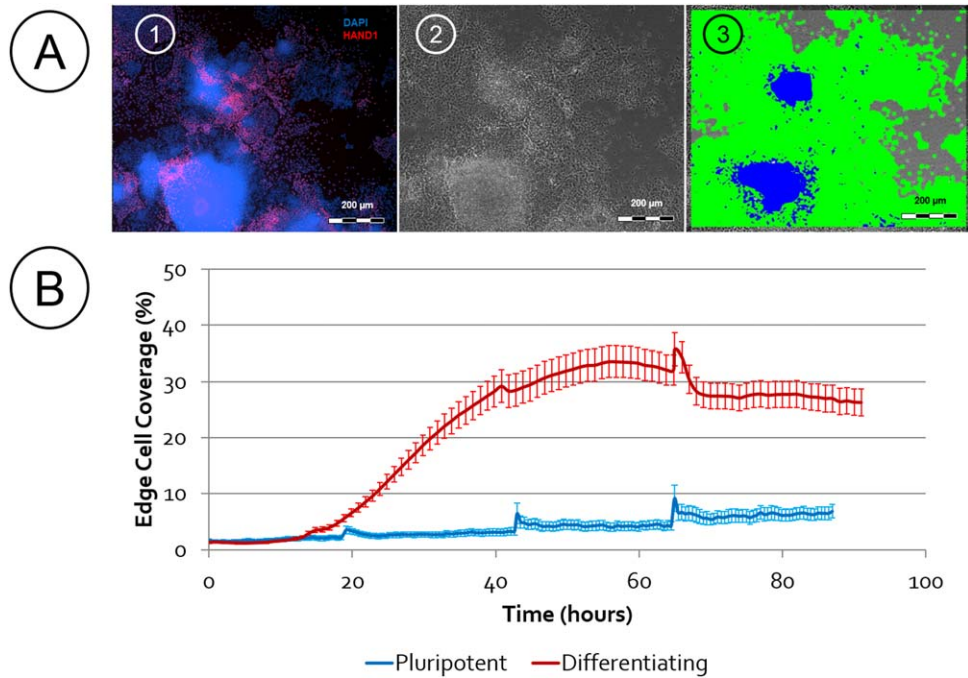 A
1
DAPI
HAND1
200 µm
2
200 µm
3
200 µm
B
Edge Cell Coverage (%)
50
40
30
20
10
0
0 20 40 60 80 100
Time (hours)
Pluripotent Differentiating